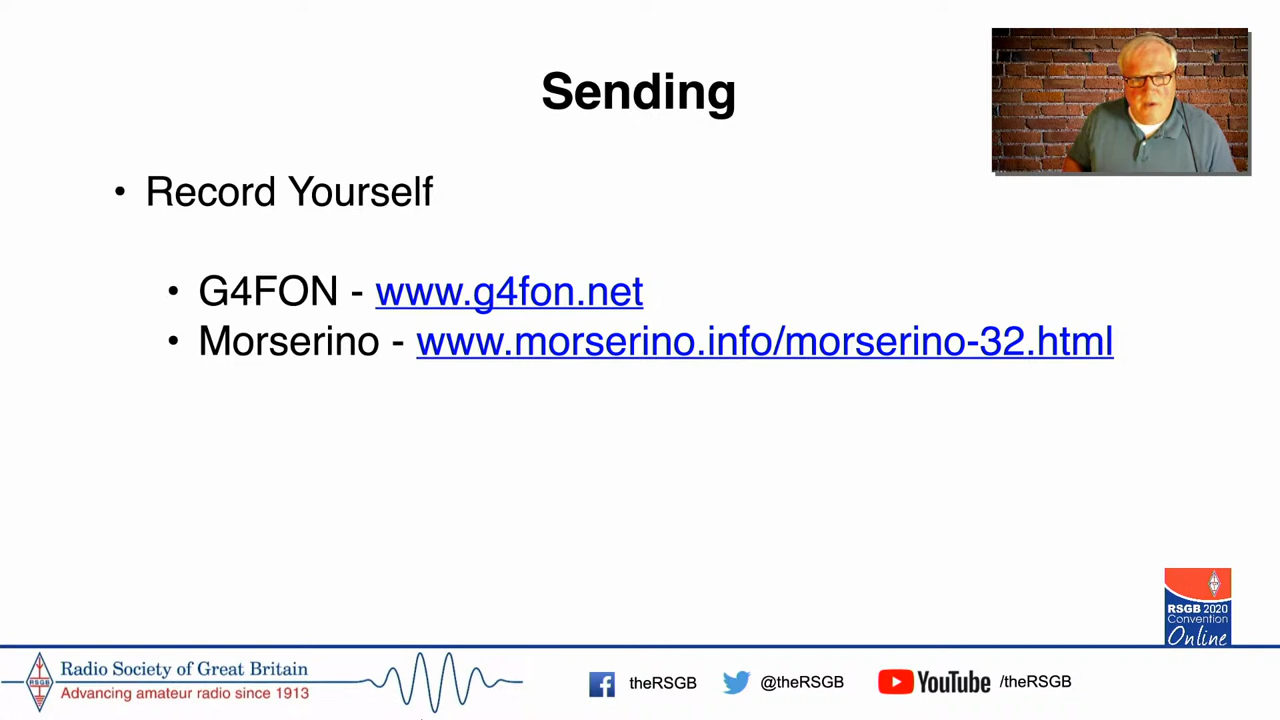 Sending
• Record Yourself
• G4FON - www.g4fon.net
• Morserino - www.morserino.info/morserino-32.html
RSGB 2020
Convention
Online
RSGB
Radio Society of Great Britain
Advancing amateur radio since 1913
theRSGB
@theRSGB
YouTube /theRSGB